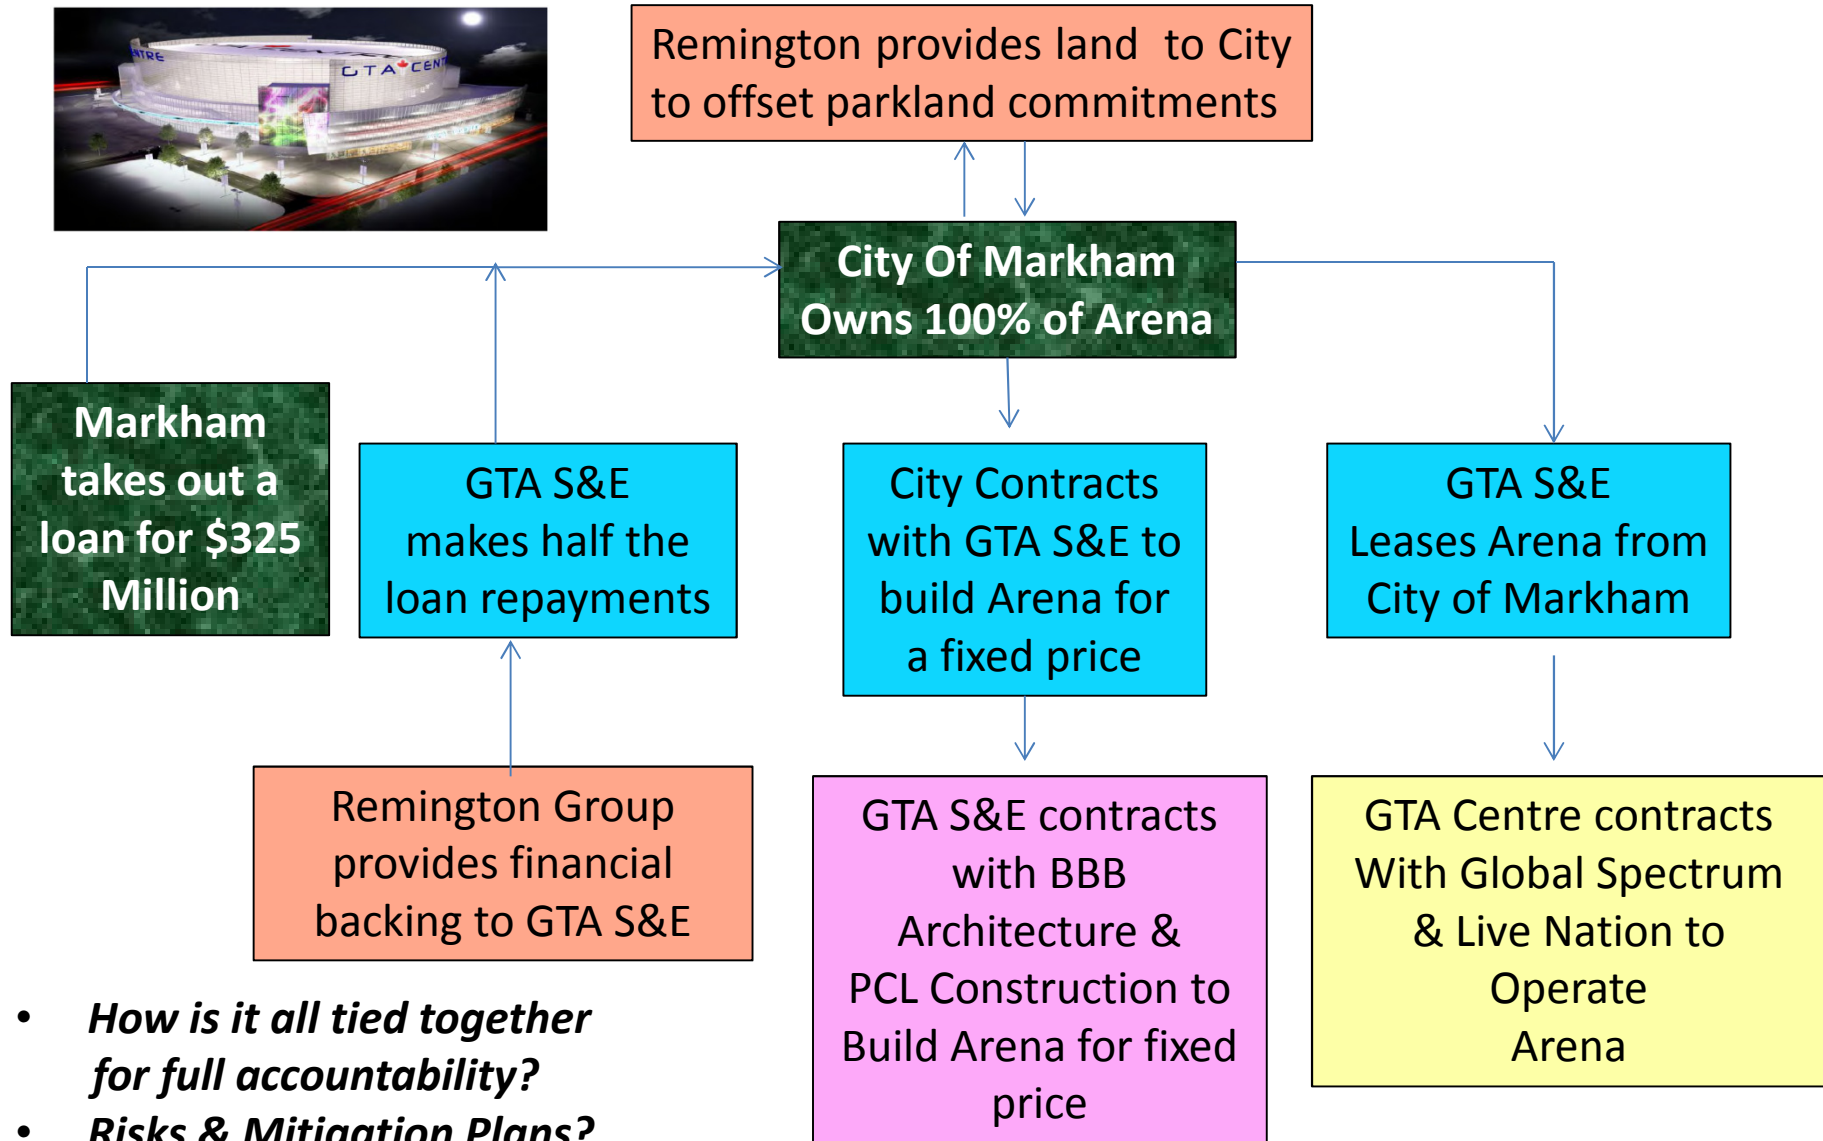 NTRE
GTA CENT
Remington provides land to City
to offset parkland commitments
City Of Markham
Owns 100% of Arena
Markham
takes out a
loan for $325
Million
GTA S&E
makes half the
loan repayments
City Contracts
with GTA S&E to
build Arena for
a fixed price
GTA S&E
Leases Arena from
City of Markham
Remington Group
provides financial
backing to GTA S&E
GTA S&E contracts
with BBB
Architecture &
PCL Construction to
Build Arena for fixed
price
GTA Centre contracts
With Global Spectrum
& Live Nation to
Operate
Arena
• How is it all tied together
for full accountability?
• Risks & Mitigation Plans?